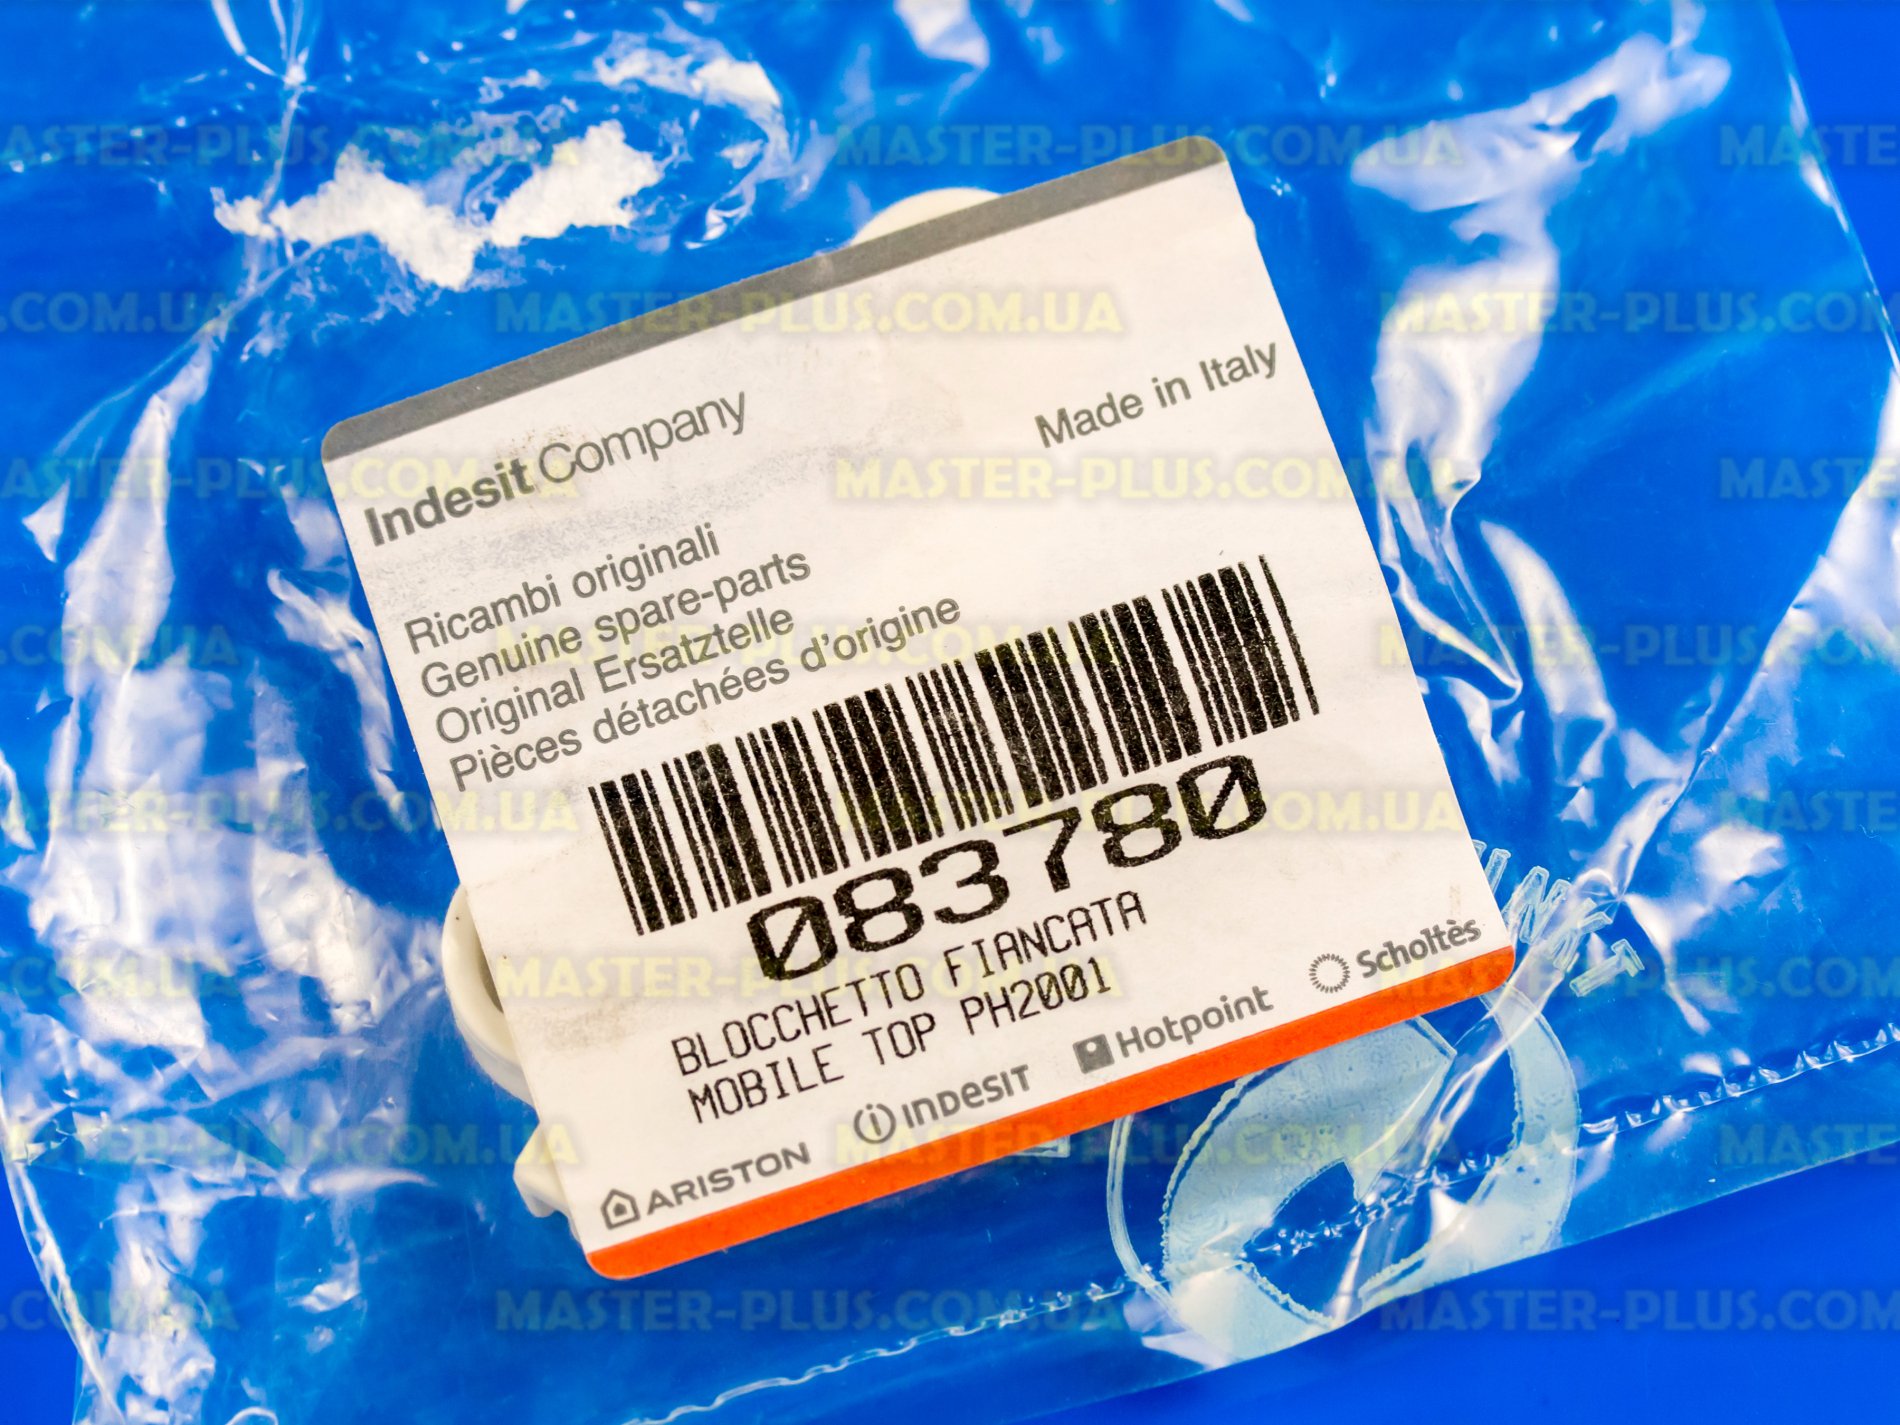 Indesit Company
Made in Italy
Ricambi originali
Genuine spare-parts
Original Ersatztelle
Pièces détachées d'origine
083780
BLOCCHETTO FIANCATA
MOBILE TOP PH2001
ARISTON
INDESIT
Hotpoint
Scholtès
MASTER-PLUS.COM.UA